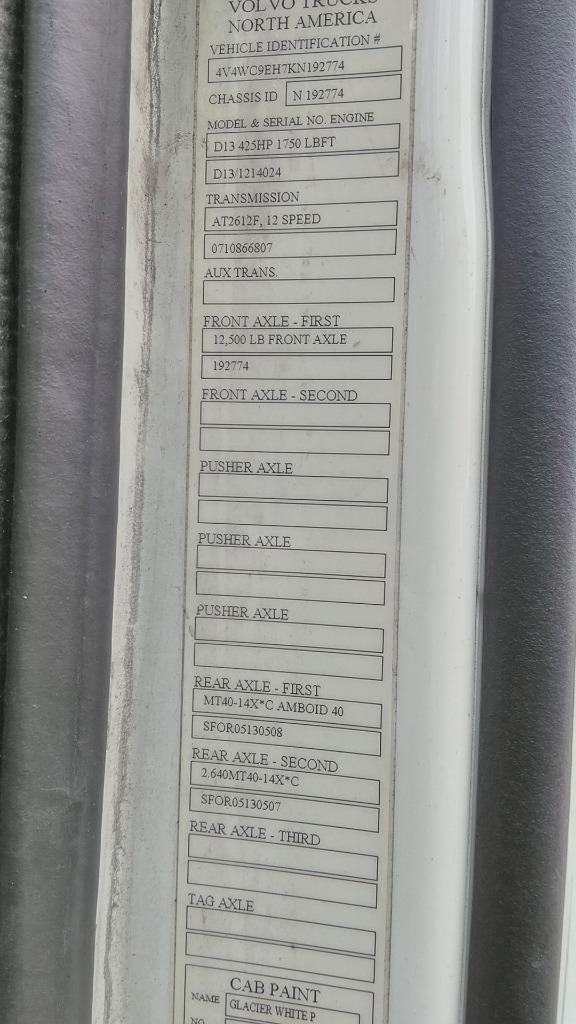 VOLVO TRUCKS
NORTH AMERICA
VEHICLE IDENTIFICATION #
4V4WC9EH7KN192774
CHASSIS ID N 192774
MODEL & SERIAL NO. ENGINE
D13 425HP 1750 LBFT
D13/1214024
TRANSMISSION
AT2612F, 12 SPEED
0710866807
AUX TRANS.
FRONT AXLE - FIRST
12,500 LB FRONT AXLE
192774
FRONT AXLE - SECOND
PUSHER AXLE
PUSHER AXLE
PUSHER AXLE
REAR AXLE - FIRST
MT40-14X*C AMBOID 40
SFOR05130508
REAR AXLE - SECOND
2.640MT40-14X*C
SFOR05130507
REAR AXLE - THIRD
TAG AXLE
CAB PAINT
NAME GLACIER WHITE P
NO.